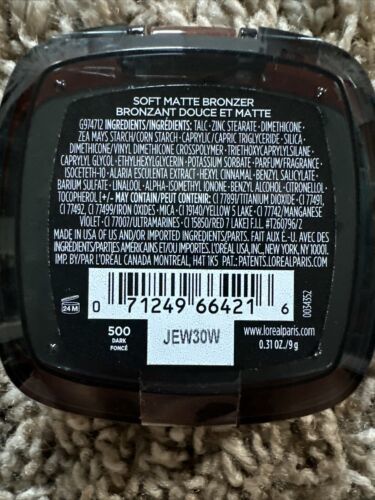 SOFT MATTE BRONZER
BRONZANT DOUCE ET MATTE
G974712 INGREDIENTS/INGRÉDIENTS: TALC • ZINC STEARATE • DIMETHICONE •
ZEA MAYS STARCH/CORN STARCH • CAPRYLIC/CAPRIC TRIGLYCERIDE • SILICA •
DIMETHICONE/VINYL DIMETHICONE CROSSPOLYMER • TRIETHOXYCAPRYLYLSILANE •
CAPRYLYL GLYCOL • ETHYLHEXYLGLYCERIN • POTASSIUM SORBATE • PARFUM/FRAGRANCE •
ISOCETETH-10 • ALARIA ESCULENTA EXTRACT • HEXYL CINNAMAL • BENZYL SALICYLATE •
BARIUM SULFATE • LINALOOL • ALPHA-ISOMETHYL IONONE • BENZYL ALCOHOL • CITRONELLOL •
TOCOPHEROL [+/- MAY CONTAIN/PEUT CONTENIR: CI 77891/TITANIUM DIOXIDE • CI 77491,
CI 77492, CI 77499/IRON OXIDES • MICA • CI 19140/YELLOW 5 LAKE • CI 77742/MANGANESE
VIOLET • CI 77007/ULTRAMARINES • CI 15850/RED 7 LAKE] F.I.L. #T260796/2
MADE IN USA OF US AND/OR IMPORTED INGREDIENTS/PARTS. FAIT AUX É.-U. AVEC DES
INGRÉDIENTS/PARTIES AMÉRICAINS ET/OU IMPORTÉS. L'ORÉAL USA, INC., NEW YORK, NY 10001.
IMP. BY/PAR L'ORÉAL CANADA MONTREAL, H4T 1K5 PAT.: PATENTS.LOREALPARIS.COM
24 M
0 71249 66421 6
0034352
500
DARK
FONCÉ
JEW30W
www.lorealparis.com
0.31 OZ./9 g